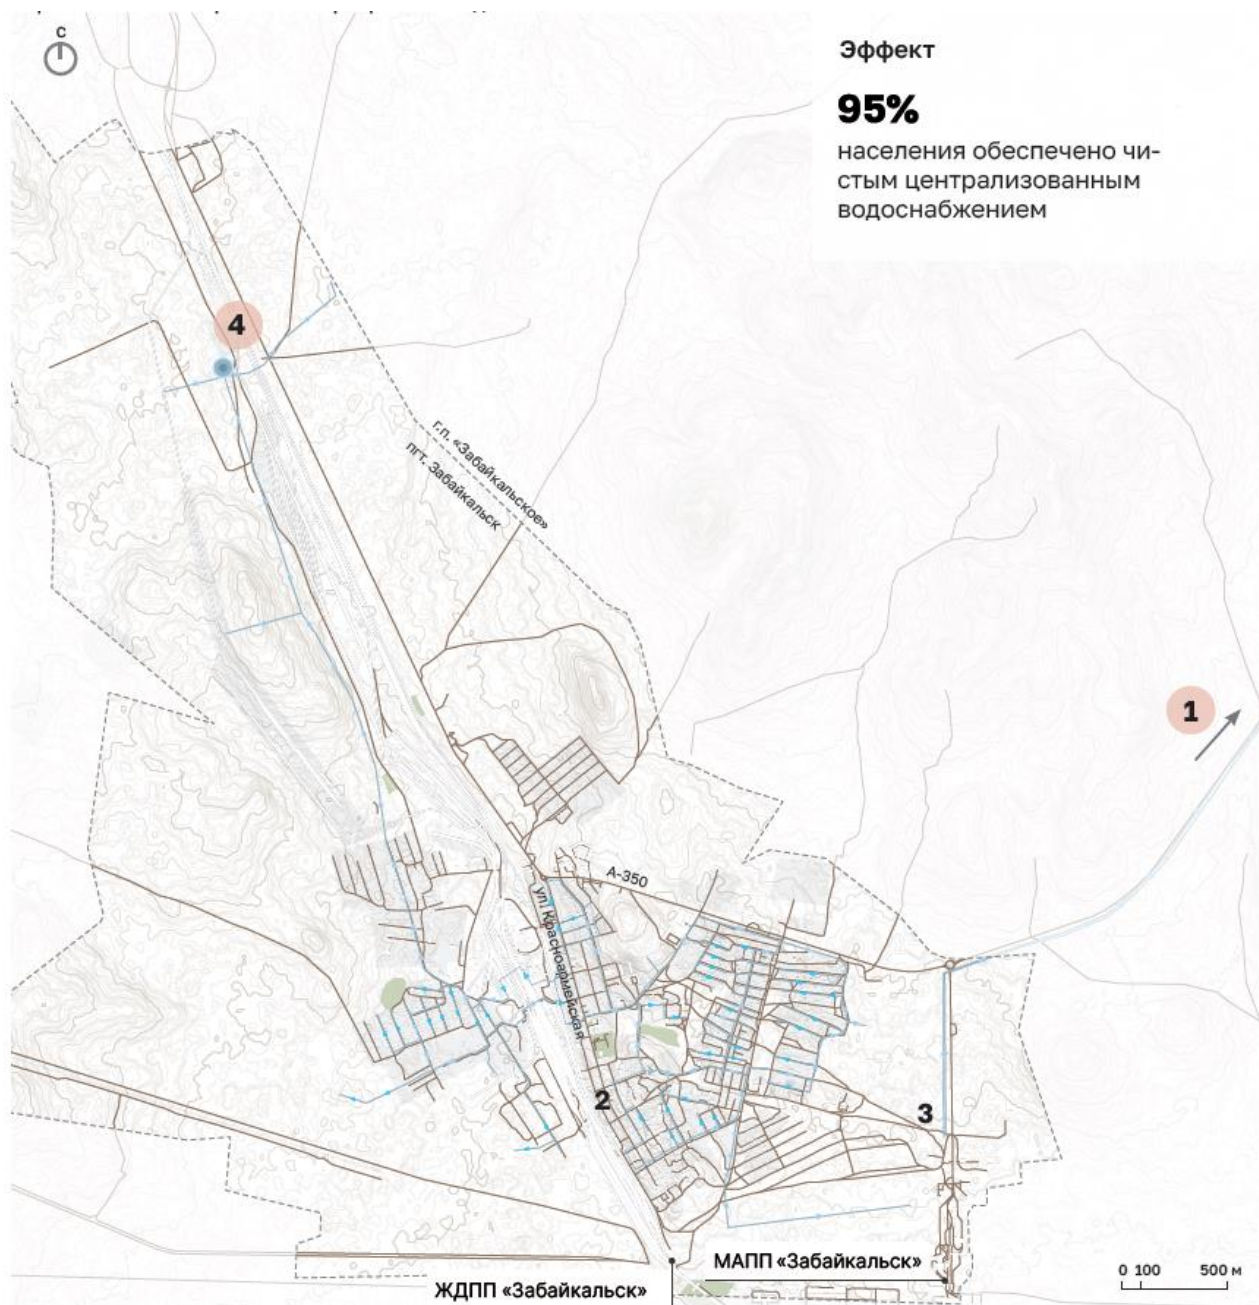 С
Эффект
95%
населения обеспечено чи-
стым централизованным
водоснабжением
4
г.п. «Забайкальское»
пгт. Забайкальск
1
А-350
ул. Красноармейская
2
3
МАПП «Забайкальск»
ЖДПП «Забайкальск»
0 100 500 м